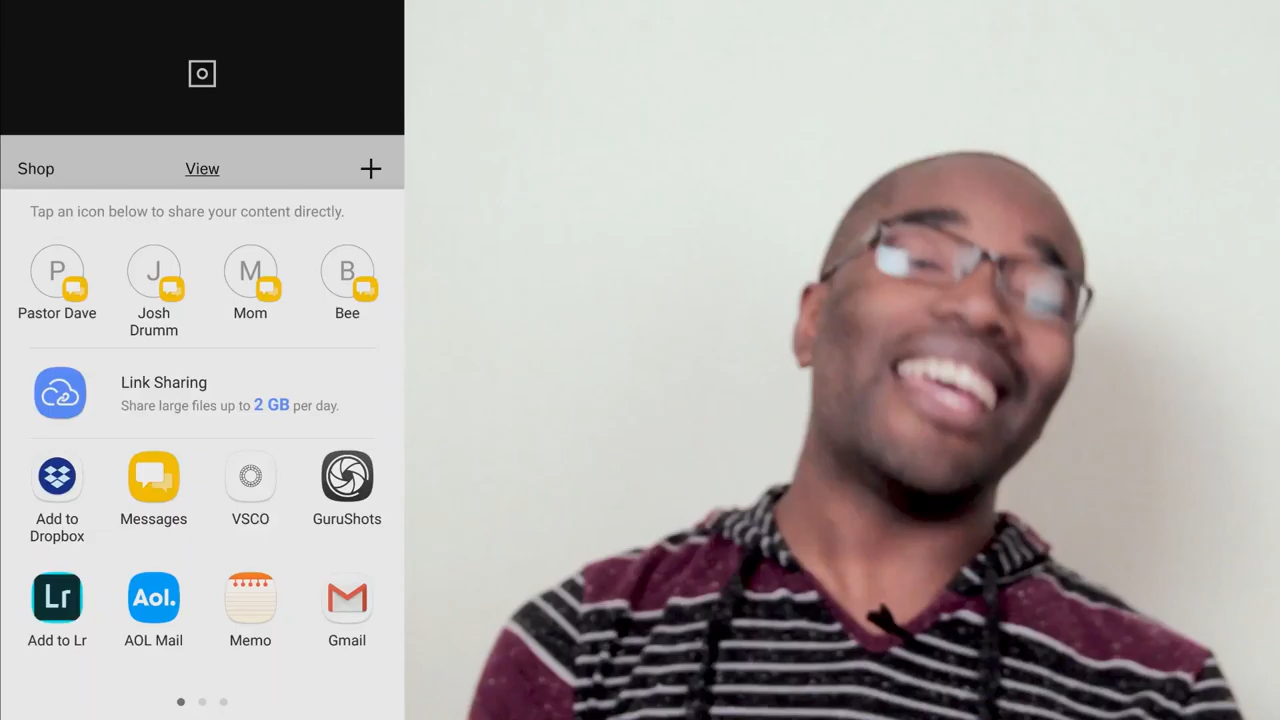 Shop View
Tap an icon below to share your content directly.
P J M B
Pastor Dave Josh Mom Bee
Drumm
Link Sharing
Share large files up to 2 GB per day.
Add to Messages VSCO GuruShots
Dropbox
Lr Aol.
Add to Lr AOL Mail Memo Gmail